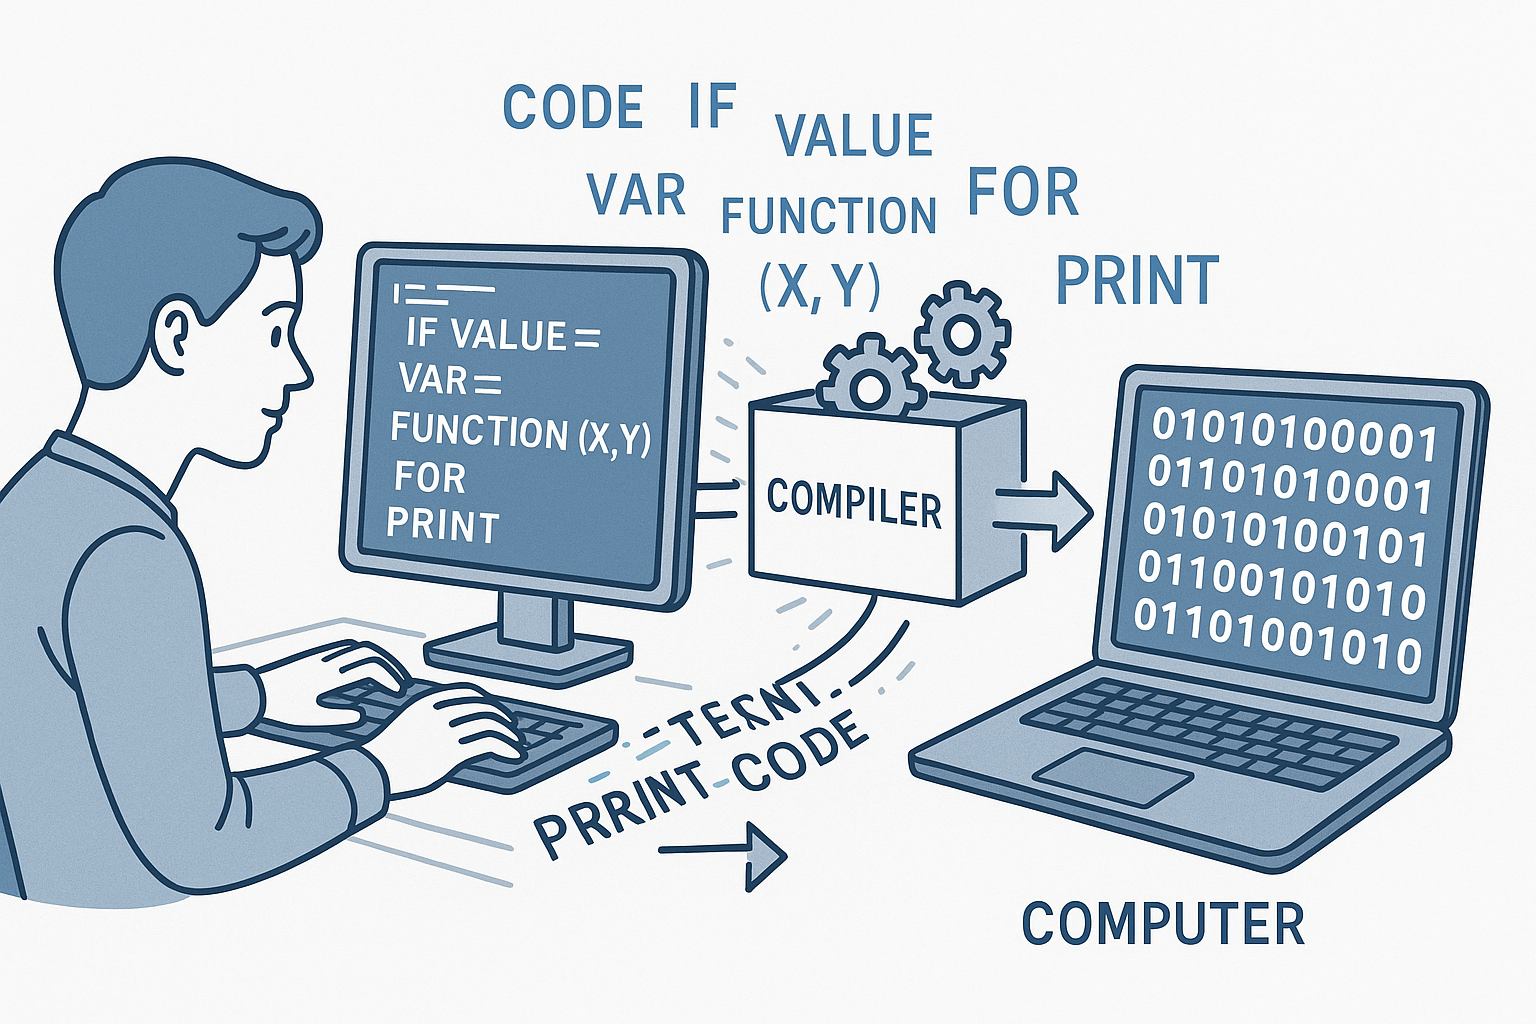 CODE IF
VALUE
VAR
FUNCTION
FOR
(X, Y)
PRINT
IF VALUE =
VAR =
FUNCTION (X,Y)
FOR
PRINT
COMPILER
01010100001
01101010001
01010100101
01100101010
01101001010
PRRINT-CODE
COMPUTER